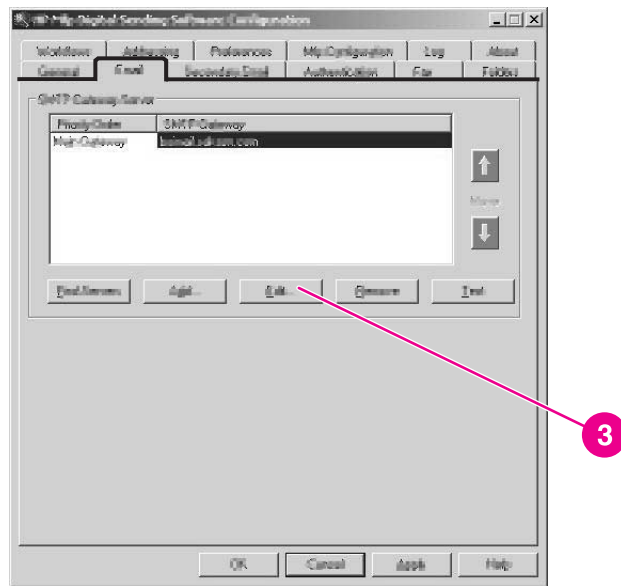 HP Mfp Digital Sending Software Configuration
Workflows Addressing Preferences Mfp Configuration Log About
General Email Secondary Email Authentication Fax Folders
SMTP Gateway Server
Priority Order SMTP Gateway
Main Gateway
Move
Find Servers Add... Edit... Remove Test
3
OK Cancel Apply Help